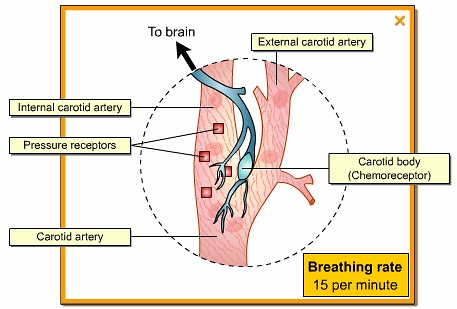 To brain
External carotid artery
Internal carotid artery
Pressure receptors
Carotid body
(Chemoreceptor)
Carotid artery
Breathing rate
15 per minute